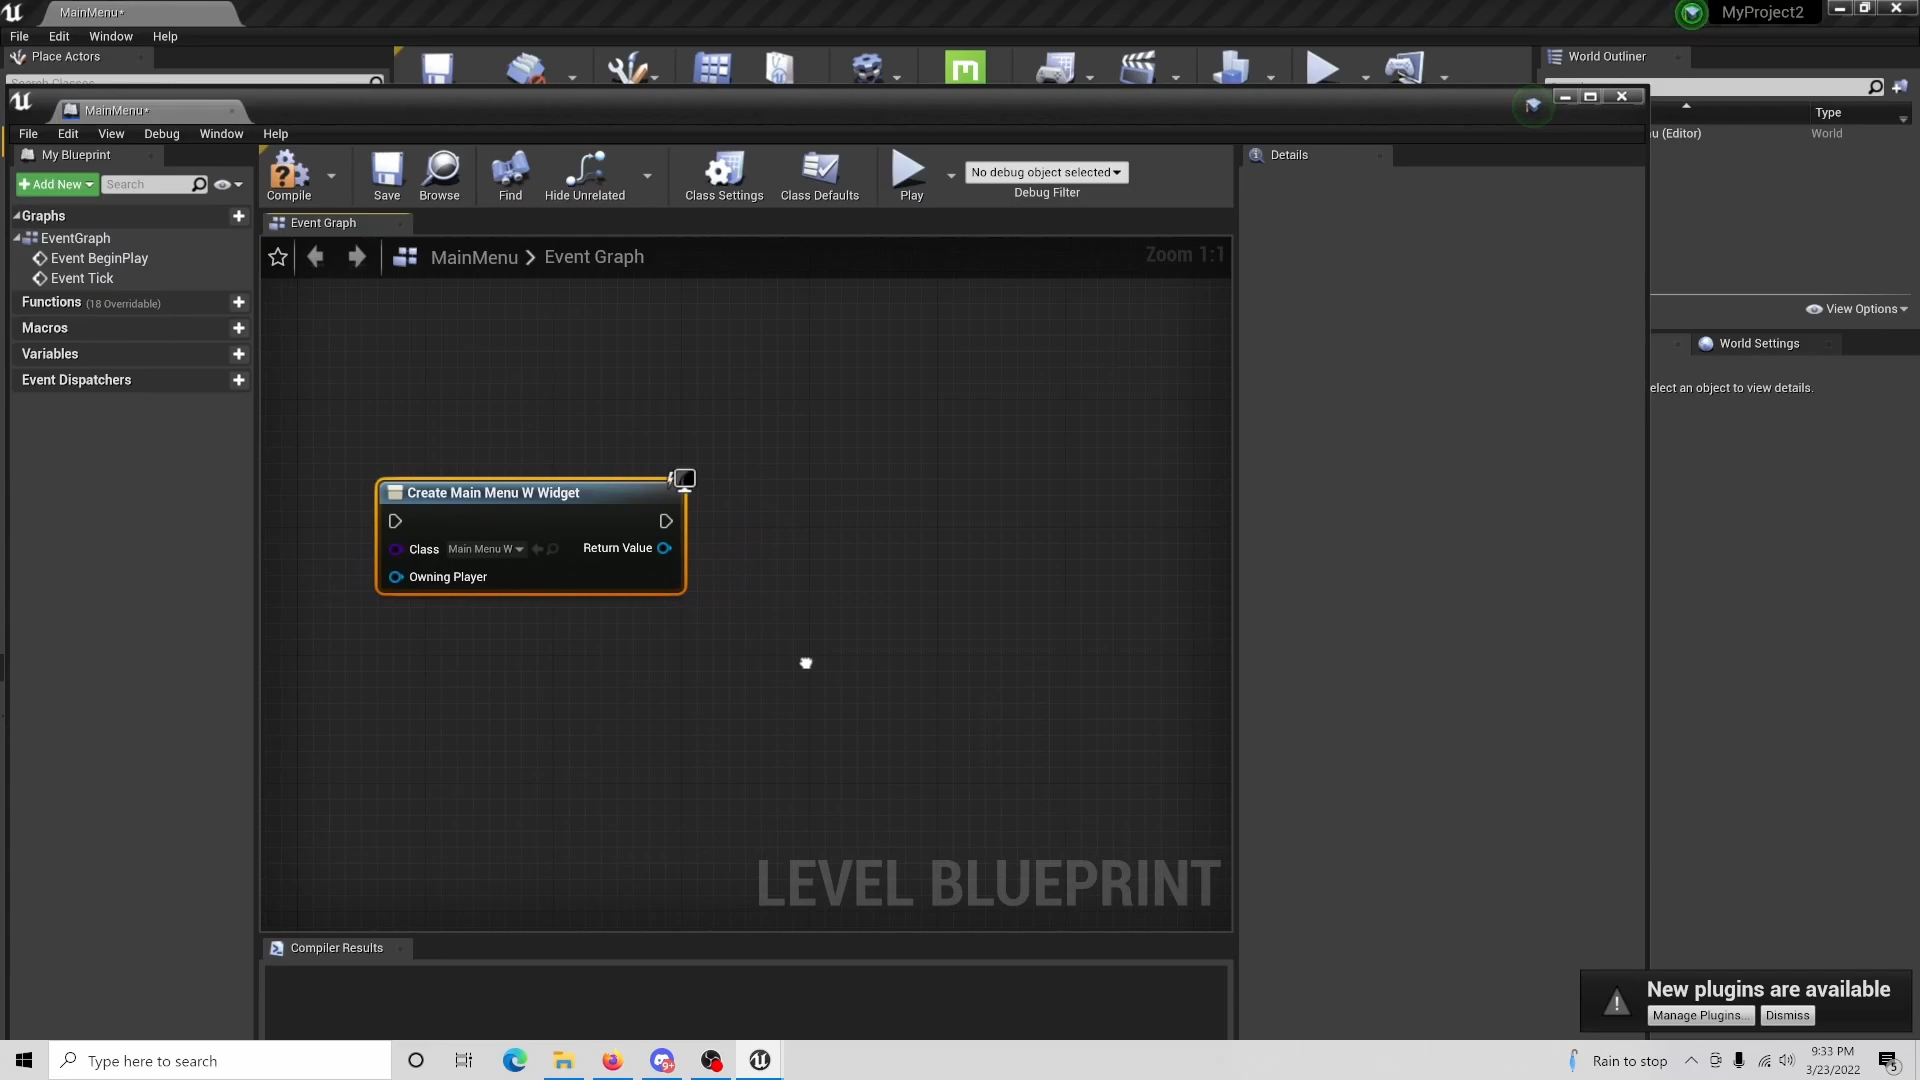 MainMenu*
MyProject2
File Edit Window Help
Place Actors
World Outliner
Search Classes
MainMenu*
Type
File Edit View Debug Window Help
u (Editor) World
My Blueprint
Details
Add New
Search
Compile
Save
Browse
Find
Hide Unrelated
Class Settings
Class Defaults
Play
No debug object selected
Debug Filter
Graphs
Event Graph
EventGraph
Event BeginPlay
Event Tick
MainMenu > Event Graph
Zoom 1:1
Functions (18 Overridable)
Macros
Variables
Event Dispatchers
View Options
World Settings
elect an object to view details.
Create Main Menu W Widget
Class Main Menu W
Return Value
Owning Player
LEVEL BLUEPRINT
Compiler Results
New plugins are available
Manage Plugins... Dismiss
Type here to search
9+
Rain to stop
9:33 PM
3/23/2022
5